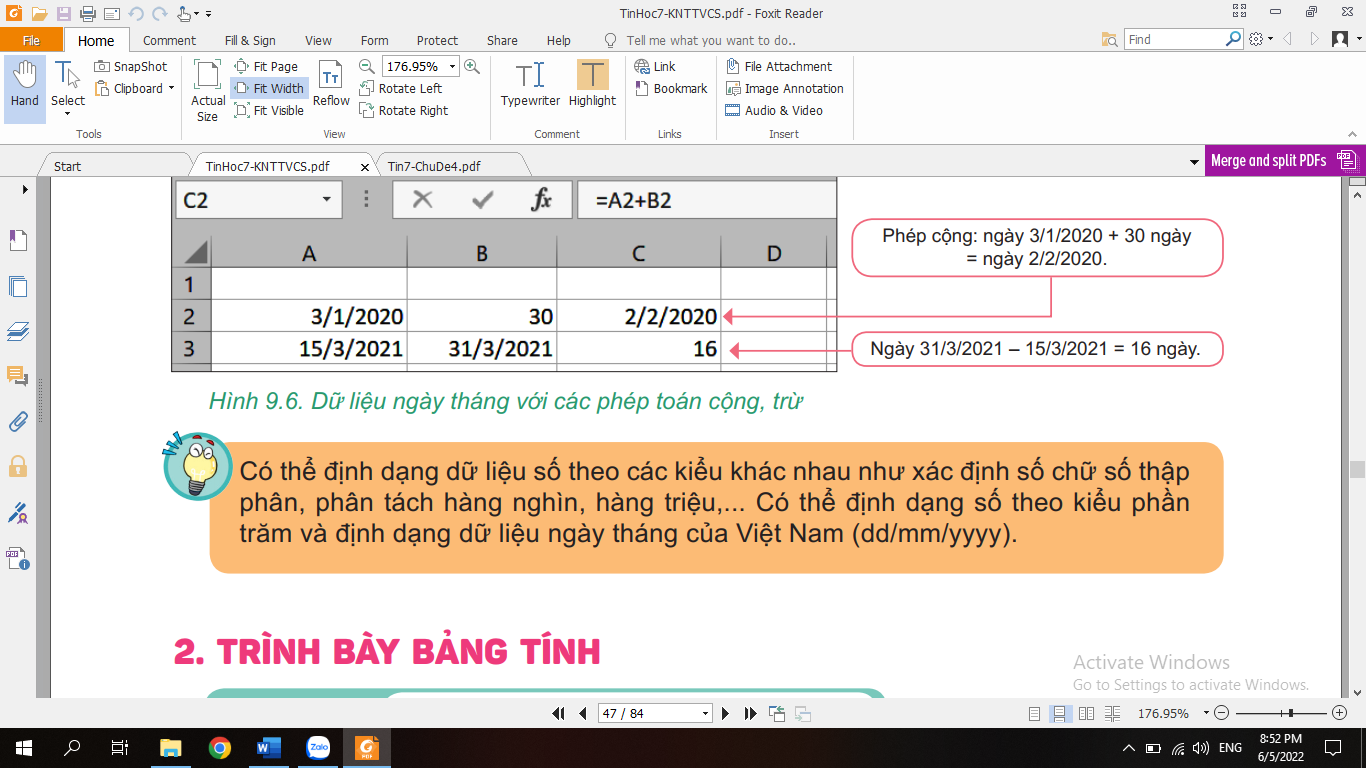 TinHoc7-KNTTVCS.pdf - Foxit Reader
File
Home
Comment
Fill & Sign
View
Form
Protect
Share
Help
Tell me what you want to do..
Find
Hand
Select
SnapShot
Clipboard
Tools
Actual
Size
Fit Page
Fit Width
Fit Visible
Reflow
176.95%
Rotate Left
Rotate Right
View
Typewriter
Highlight
Comment
Link
Bookmark
Links
File Attachment
Image Annotation
Audio & Video
Insert
Start
TinHoc7-KNTTVCS.pdf
Tin7-ChuDe4.pdf
Merge and split PDFs
C2
fx
=A2+B2
A B C D
1
2 3/1/2020 30 2/2/2020
3 15/3/2021 31/3/2021 16
Phép cộng: ngày 3/1/2020 + 30 ngày
= ngày 2/2/2020.
Ngày 31/3/2021 – 15/3/2021 = 16 ngày.
Hình 9.6. Dữ liệu ngày tháng với các phép toán cộng, trừ
Có thể định dạng dữ liệu số theo các kiểu khác nhau như xác định số chữ số thập
phân, phân tách hàng nghìn, hàng triệu,... Có thể định dạng số theo kiểu phần
trăm và định dạng dữ liệu ngày tháng của Việt Nam (dd/mm/yyyy).
2. TRÌNH BÀY BẢNG TÍNH
Activate Windows
Go to Settings to activate Windows.
47 / 84
176.95%
Zalo
PDF
ENG
8:52 PM
6/5/2022